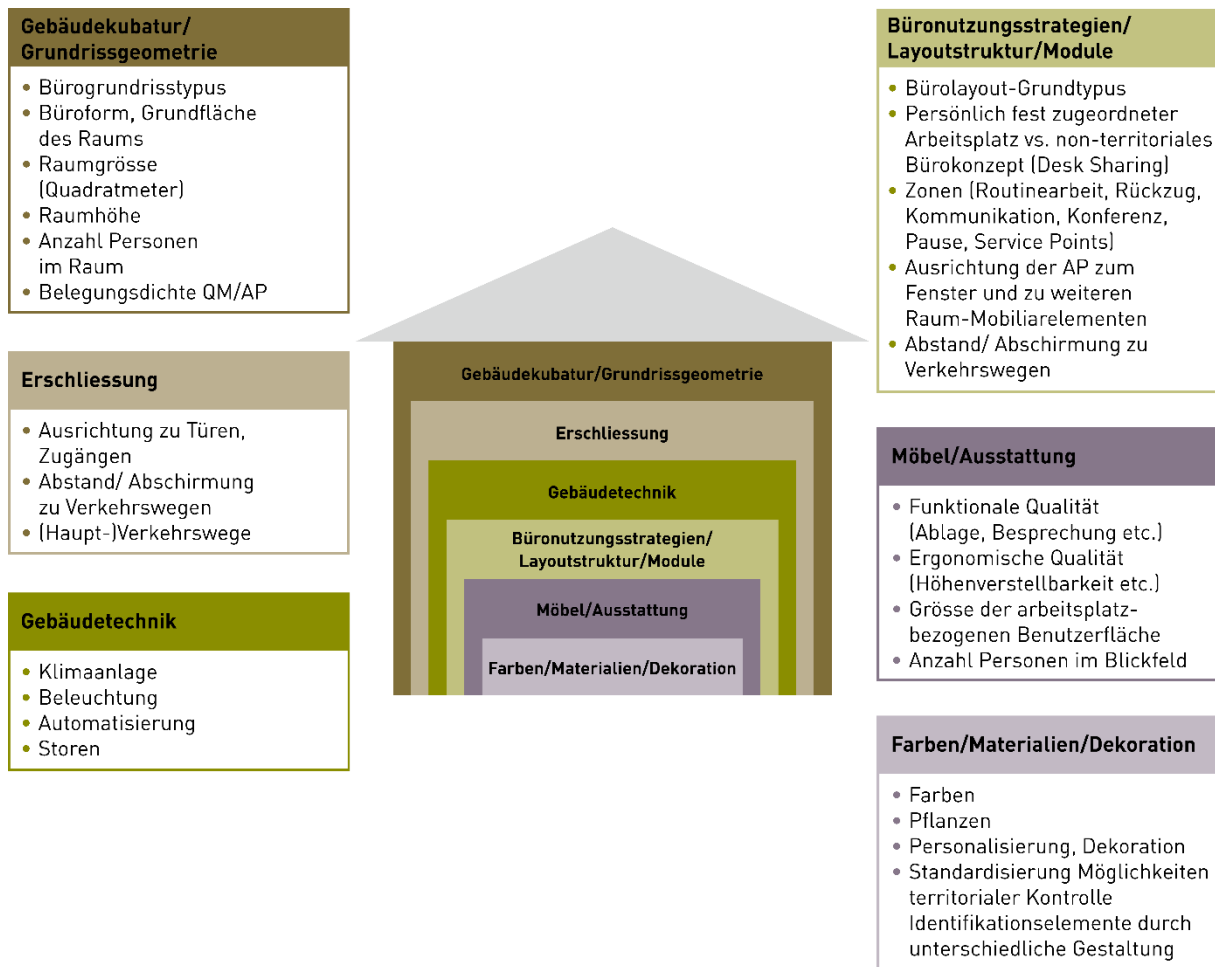 Gebäudekubatur/
Grundrissgeometrie
• Bürogrundrisstypus
• Büroform, Grundfläche
des Raums
• Raumgrösse
(Quadratmeter)
• Raumhöhe
• Anzahl Personen
im Raum
• Belegungsdichte QM/AP
Erschliessung
• Ausrichtung zu Türen,
Zugängen
• Abstand/ Abschirmung
zu Verkehrswegen
• (Haupt-)Verkehrswege
Gebäudetechnik
• Klimaanlage
• Beleuchtung
• Automatisierung
• Storen
Gebäudekubatur/Grundrissgeometrie
Erschliessung
Gebäudetechnik
Büronutzungsstrategien/
Layoutstruktur/Module
Möbel/Ausstattung
Farben/Materialien/Dekoration
Büronutzungsstrategien/
Layoutstruktur/Module
• Bürolayout-Grundtypus
• Persönlich fest zugeordneter
Arbeitsplatz vs. non-territoriales
Bürokonzept (Desk Sharing)
• Zonen (Routinearbeit, Rückzug,
Kommunikation, Konferenz,
Pause, Service Points)
• Ausrichtung der AP zum
Fenster und zu weiteren
Raum-Mobiliarelementen
• Abstand/ Abschirmung zu
Verkehrswegen
Möbel/Ausstattung
• Funktionale Qualität
(Ablage, Besprechung etc.)
• Ergonomische Qualität
(Höhenverstellbarkeit etc.)
• Grösse der arbeitsplatz-
bezogenen Benutzerfläche
• Anzahl Personen im Blickfeld
Farben/Materialien/Dekoration
• Farben
• Pflanzen
• Personalisierung, Dekoration
• Standardisierung Möglichkeiten
territorialer Kontrolle
Identifikationselemente durch
unterschiedliche Gestaltung